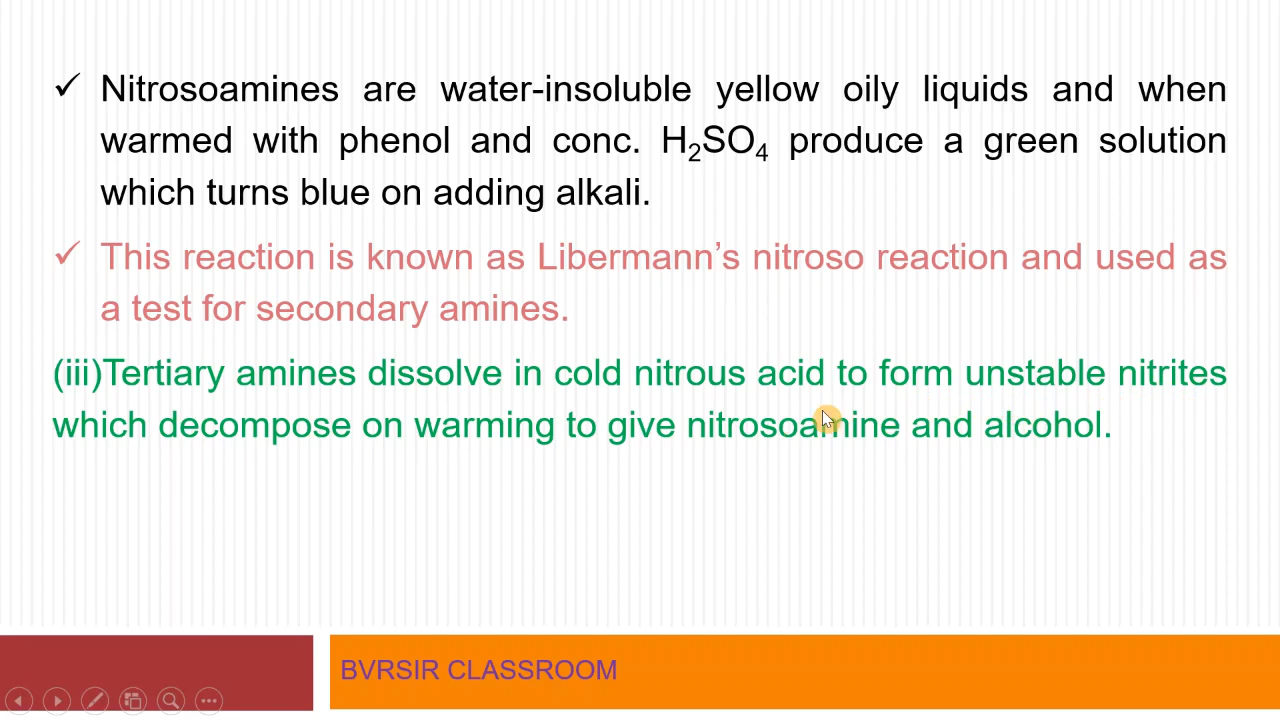 ✓ Nitrosoamines are water-insoluble yellow oily liquids and when
warmed with phenol and conc. H₂SO₄ produce a green solution
which turns blue on adding alkali.
✓ This reaction is known as Libermann’s nitroso reaction and used as
a test for secondary amines.
(iii)Tertiary amines dissolve in cold nitrous acid to form unstable nitrites
which decompose on warming to give nitrosoamine and alcohol.
BVRSIR CLASSROOM